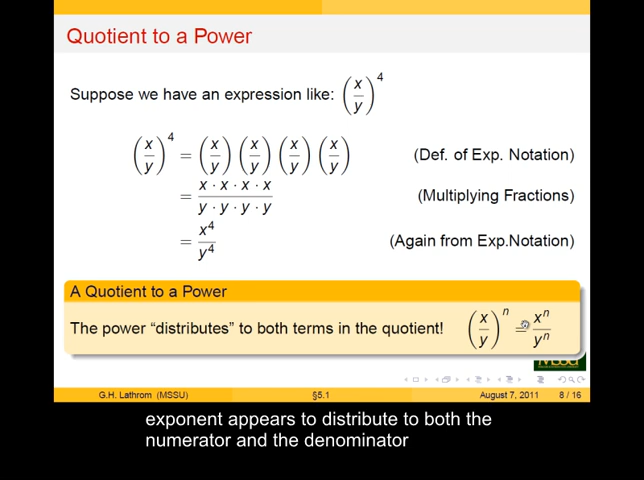 Quotient to a Power
Suppose we have an expression like: (x/y)^4
(x/y)^4 = (x/y) (x/y) (x/y) (x/y) (Def. of Exp. Notation)
= x · x · x · x / y · y · y · y (Multiplying Fractions)
= x^4 / y^4 (Again from Exp.Notation)
A Quotient to a Power
The power “distributes” to both terms in the quotient! (x/y)^n = x^n / y^n
MSSU
G.H. Lathrom (MSSU) §5.1 August 7, 2011 8 / 16
exponent appears to distribute to both the
numerator and the denominator